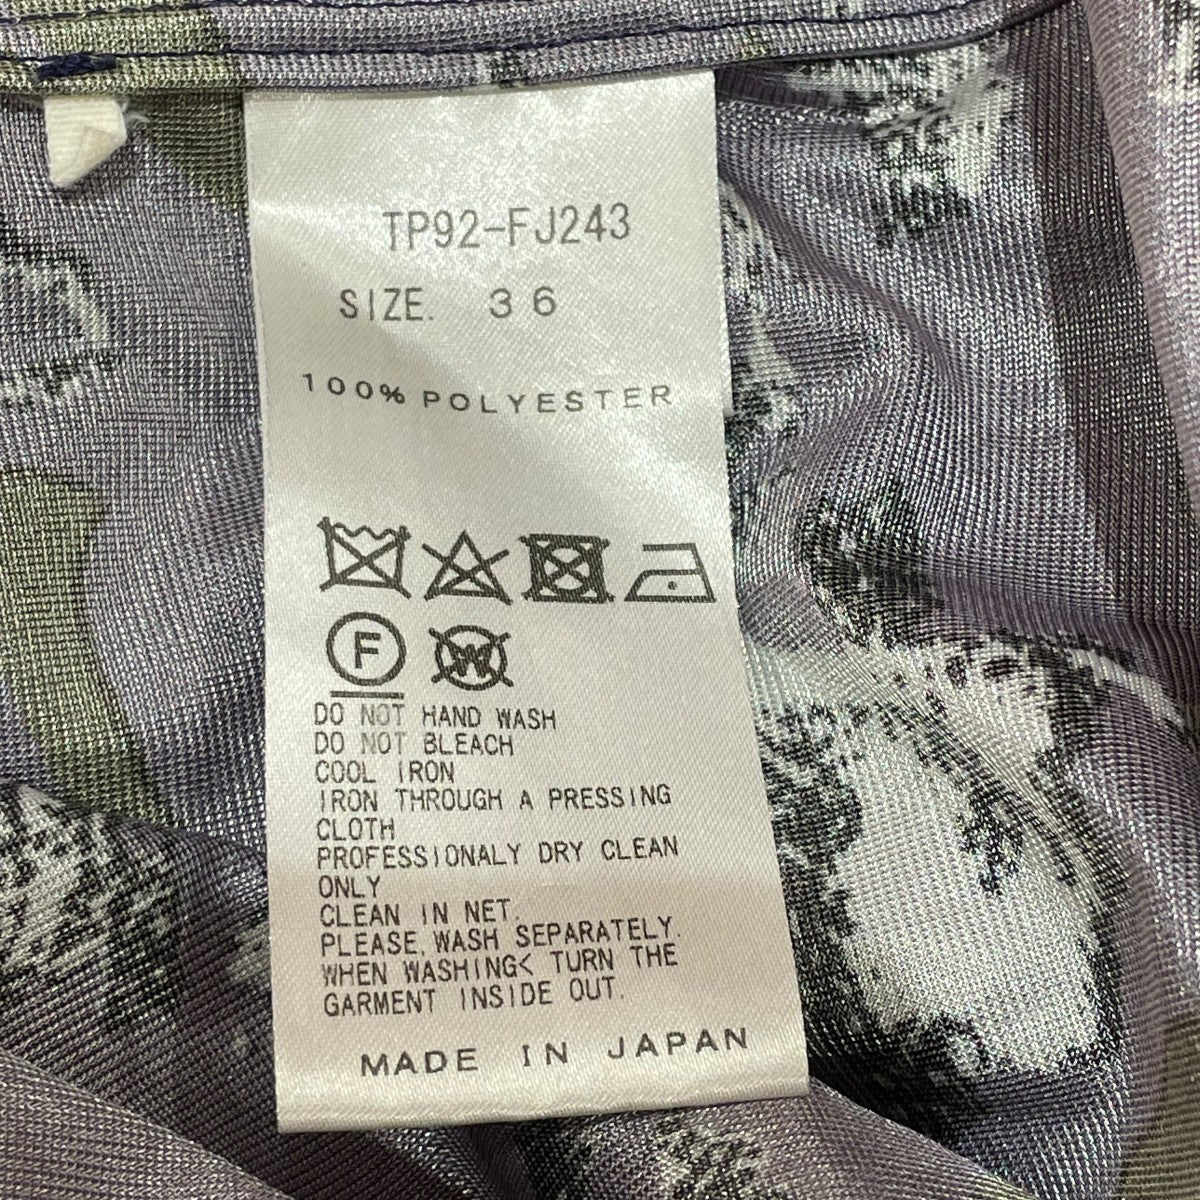 TP92-FJ243
SIZE. 36
100% POLYESTER
F W
DO NOT HAND WASH
DO NOT BLEACH
COOL IRON
IRON THROUGH A PRESSING
CLOTH
PROFESSIONALY DRY CLEAN
ONLY
CLEAN IN NET.
PLEASE, WASH SEPARATELY.
WHEN WASHING< TURN THE
GARMENT INSIDE OUT.
MADE IN JAPAN